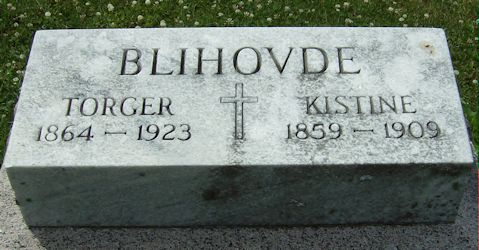 BLIHOVDE
TORGER KISTINE
1864 — 1923 1859 — 1909